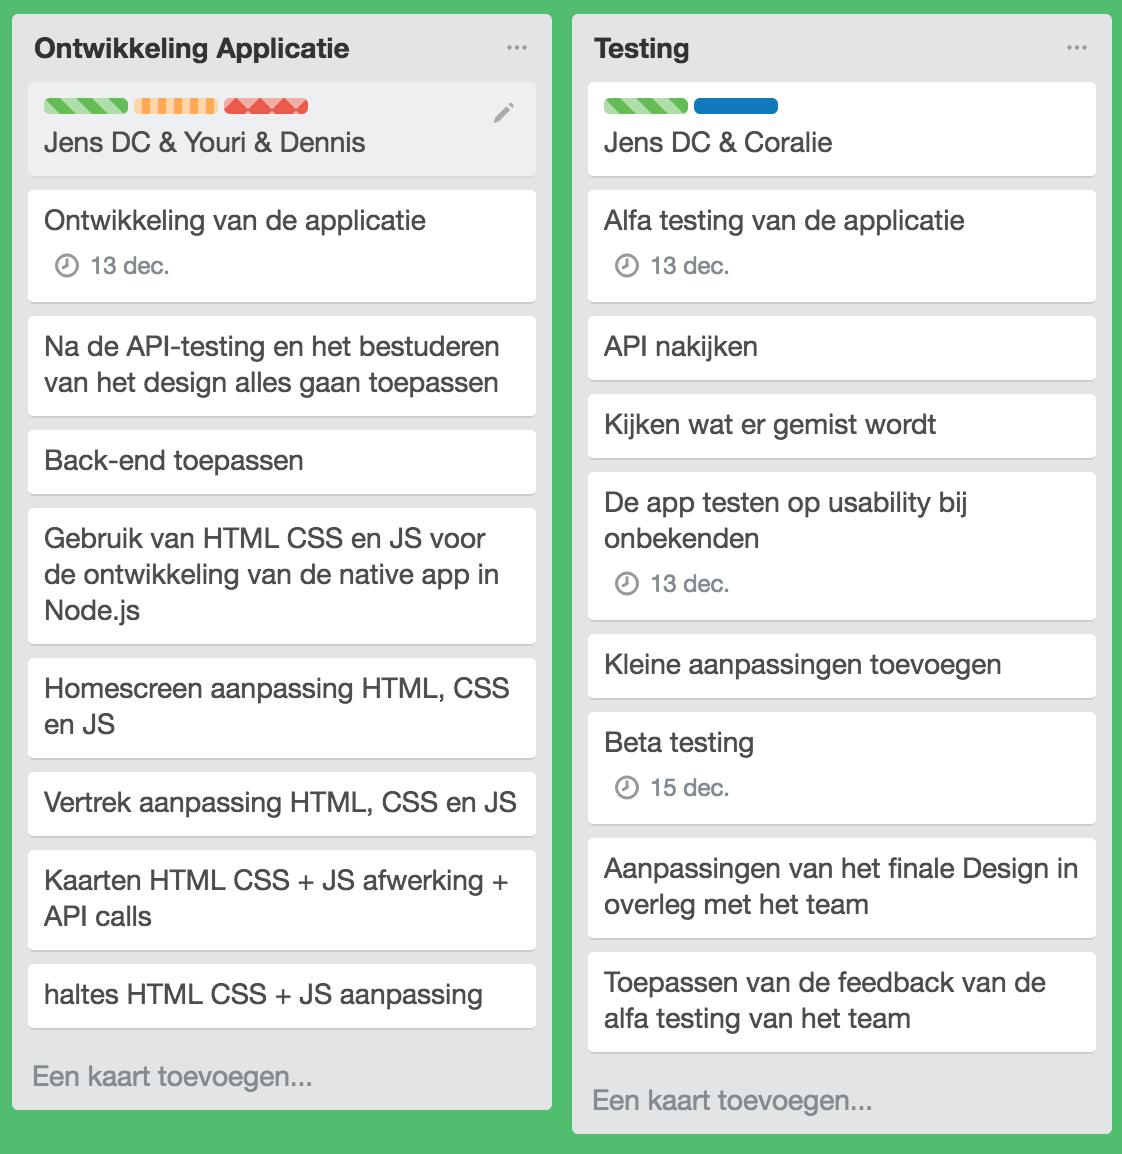 Ontwikkeling Applicatie
Jens DC & Youri & Dennis
Ontwikkeling van de applicatie
13 dec.
Na de API-testing en het bestuderen
van het design alles gaan toepassen
Back-end toepassen
Gebruik van HTML CSS en JS voor
de ontwikkeling van de native app in
Node.js
Homescreen aanpassing HTML, CSS
en JS
Vertrek aanpassing HTML, CSS en JS
Kaarten HTML CSS + JS afwerking +
API calls
haltes HTML CSS + JS aanpassing
Een kaart toevoegen...
Testing
Jens DC & Coralie
Alfa testing van de applicatie
13 dec.
API nakijken
Kijken wat er gemist wordt
De app testen op usability bij
onbekenden
13 dec.
Kleine aanpassingen toevoegen
Beta testing
15 dec.
Aanpassingen van het finale Design in
overleg met het team
Toepassen van de feedback van de
alfa testing van het team
Een kaart toevoegen...